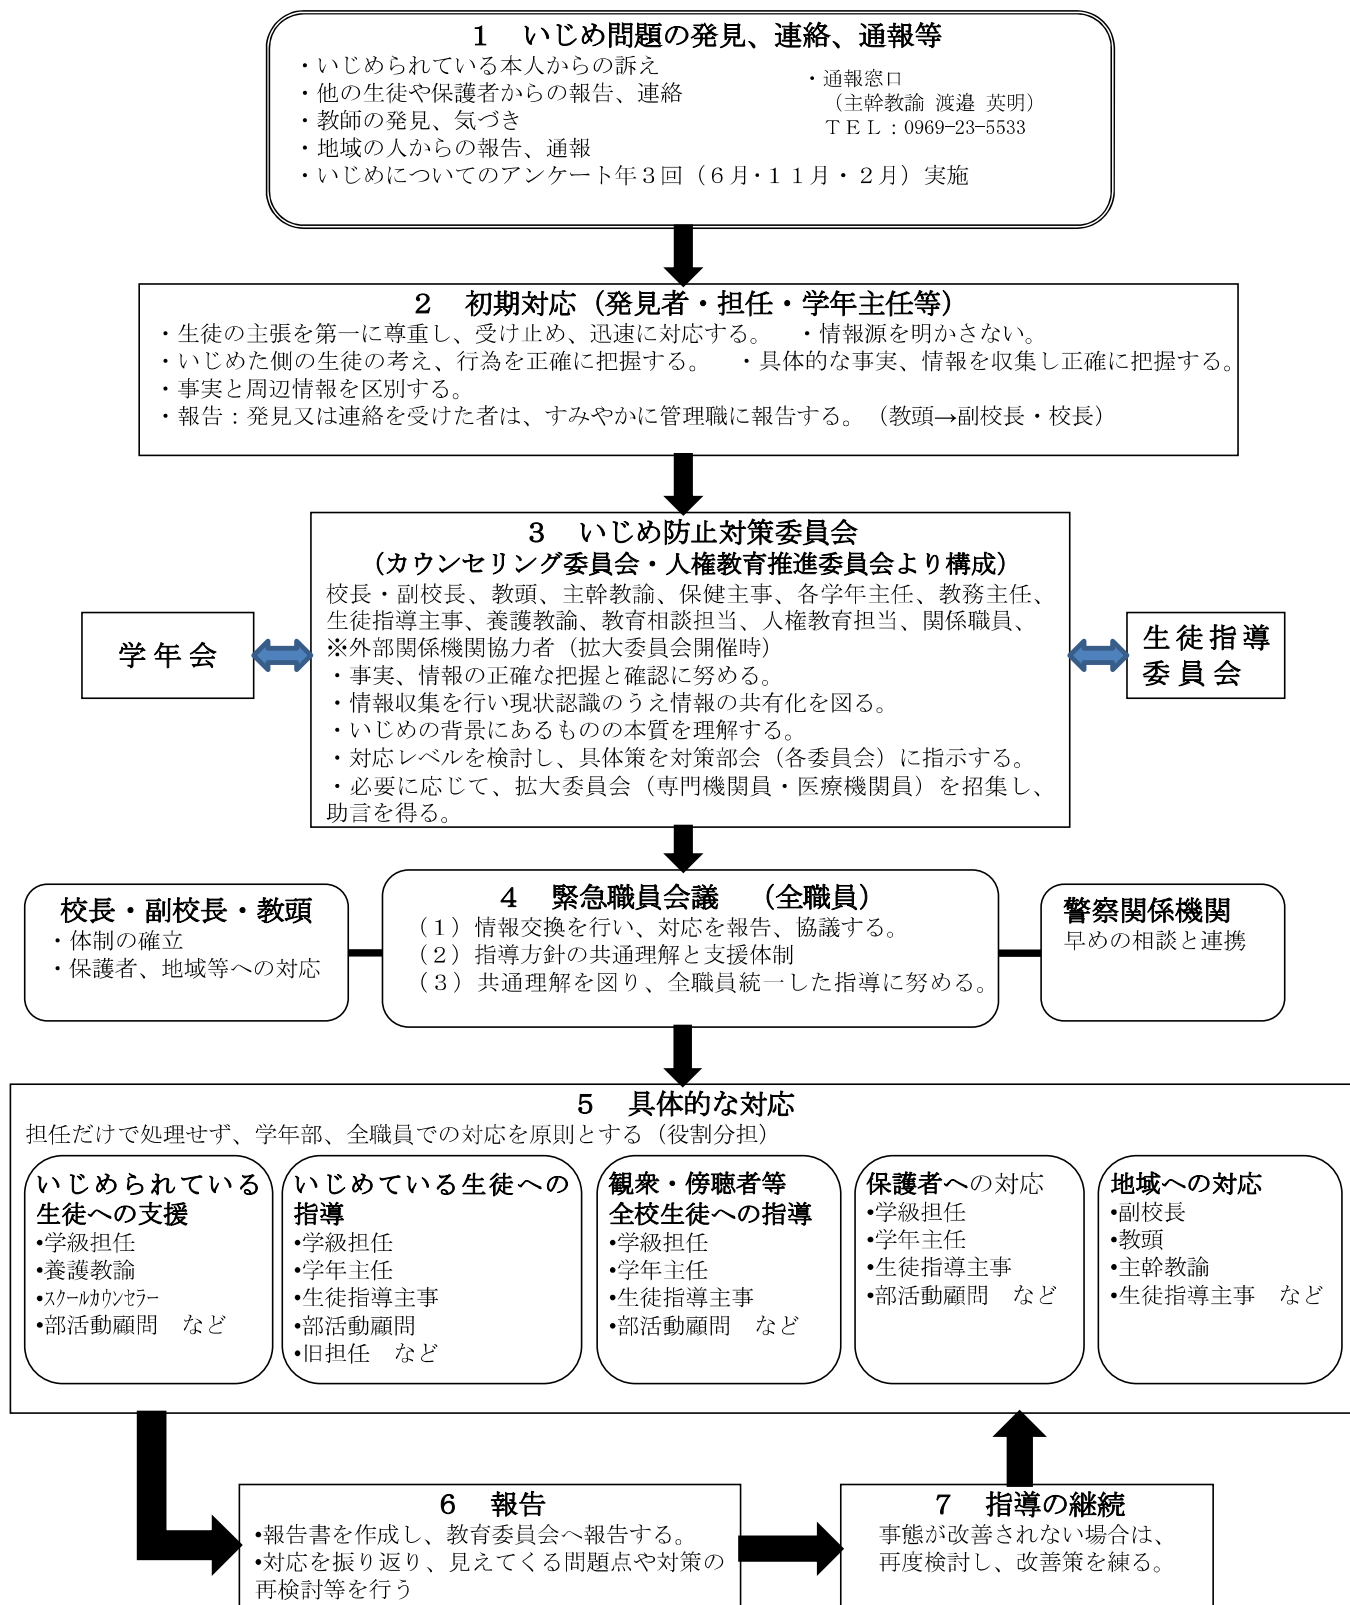 １　いじめ問題の発見、連絡、通報等
・いじめられている本人からの訴え
・他の生徒や保護者からの報告、連絡
・教師の発見、気づき
・地域の人からの報告、通報
・いじめについてのアンケート年３回（６月・１１月・２月）実施
・通報窓口
（主幹教諭 渡邉 英明）
ＴＥＬ：0969-23-5533
２　初期対応（発見者・担任・学年主任等）
・生徒の主張を第一に尊重し、受け止め、迅速に対応する。　・情報源を明かさない。
・いじめた側の生徒の考え、行為を正確に把握する。　・具体的な事実、情報を収集し正確に把握する。
・事実と周辺情報を区別する。
・報告：発見又は連絡を受けた者は、すみやかに管理職に報告する。（教頭→副校長・校長）
３　いじめ防止対策委員会
（カウンセリング委員会・人権教育推進委員会より構成）
校長・副校長、教頭、主幹教諭、保健主事、各学年主任、教務主任、
生徒指導主事、養護教諭、教育相談担当、人権教育担当、関係職員、
※外部関係機関協力者（拡大委員会開催時）
・事実、情報の正確な把握と確認に努める。
・情報収集を行い現状認識のうえ情報の共有化を図る。
・いじめの背景にあるものの本質を理解する。
・対応レベルを検討し、具体策を対策部会（各委員会）に指示する。
・必要に応じて、拡大委員会（専門機関員・医療機関員）を招集し、
助言を得る。
学年会
生徒指導
委員会
校長・副校長・教頭
・体制の確立
・保護者、地域等への対応
４　緊急職員会議　（全職員）
（１）情報交換を行い、対応を報告、協議する。
（２）指導方針の共通理解と支援体制
（３）共通理解を図り、全職員統一した指導に努める。
警察関係機関
早めの相談と連携
５　具体的な対応
担任だけで処理せず、学年部、全職員での対応を原則とする（役割分担）
いじめられている
生徒への支援
•学級担任
•養護教諭
•ｽｸｰﾙｶｳﾝｾﾗｰ
•部活動顧問　など
いじめている生徒への
指導
•学級担任
•学年主任
•生徒指導主事
•部活動顧問
•旧担任　など
観衆・傍聴者等
全校生徒への指導
•学級担任
•学年主任
•生徒指導主事
•部活動顧問　など
保護者への対応
•学級担任
•学年主任
•生徒指導主事
•部活動顧問　など
地域への対応
•副校長
•教頭
•主幹教諭
•生徒指導主事　など
６　報告
•報告書を作成し、教育委員会へ報告する。
•対応を振り返り、見えてくる問題点や対策の
再検討等を行う
７　指導の継続
事態が改善されない場合は、
再度検討し、改善策を練る。